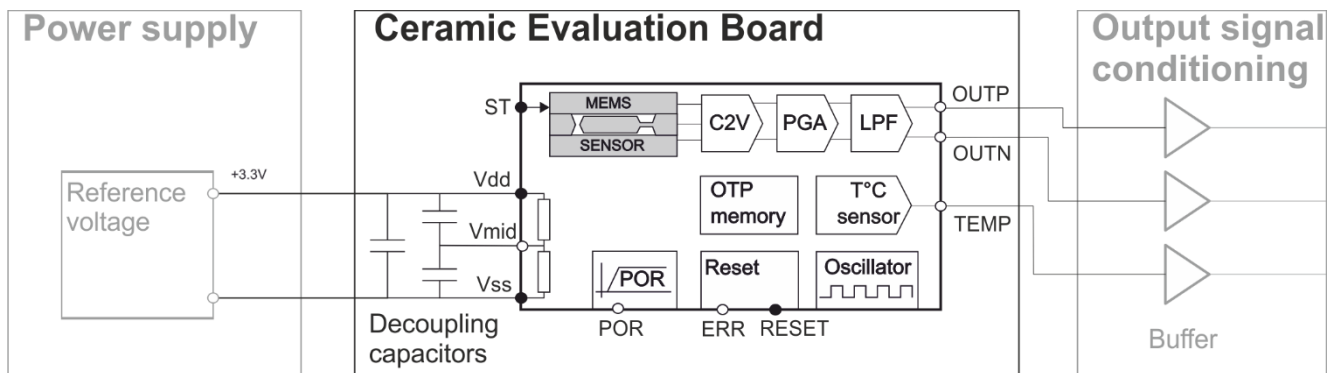 Power supply
Reference
voltage
+3.3V
Ceramic Evaluation Board
ST
MEMS
SENSOR
C2V
PGA
LPF
OUTP
OUTN
Vdd
Vmid
Vss
OTP
memory
T°C
sensor
TEMP
POR
Reset
Oscillator
POR
ERR
RESET
Decoupling
capacitors
Output signal
conditioning
Buffer